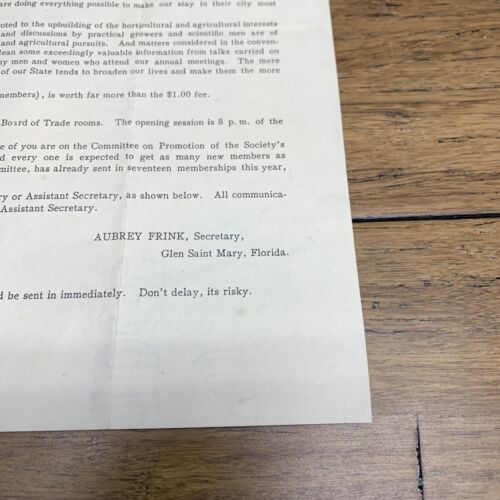 are doing everything possible to make our stay in their city most
oted to the upbuilding of the horticultural and agricultural interests
and discussions by practical growers and scientific men are of
and agricultural pursuits. And matters considered in the conven-
lean some exceedingly valuable information from talks carried on
ny men and women who attend our annual meetings. The mere
of our State tends to broaden our lives and make them the more
members), is worth far more than the $1.00 fee.
Board of Trade rooms. The opening session is 8 p. m. of the
e of you are on the Committee on Promotion of the Society's
d every one is expected to get as many new members as
mittee, has already sent in seventeen memberships this year,
ry or Assistant Secretary, as shown below. All communica-
Assistant Secretary.
AUBREY FRINK, Secretary,
Glen Saint Mary, Florida.
d be sent in immediately. Don't delay, its risky.